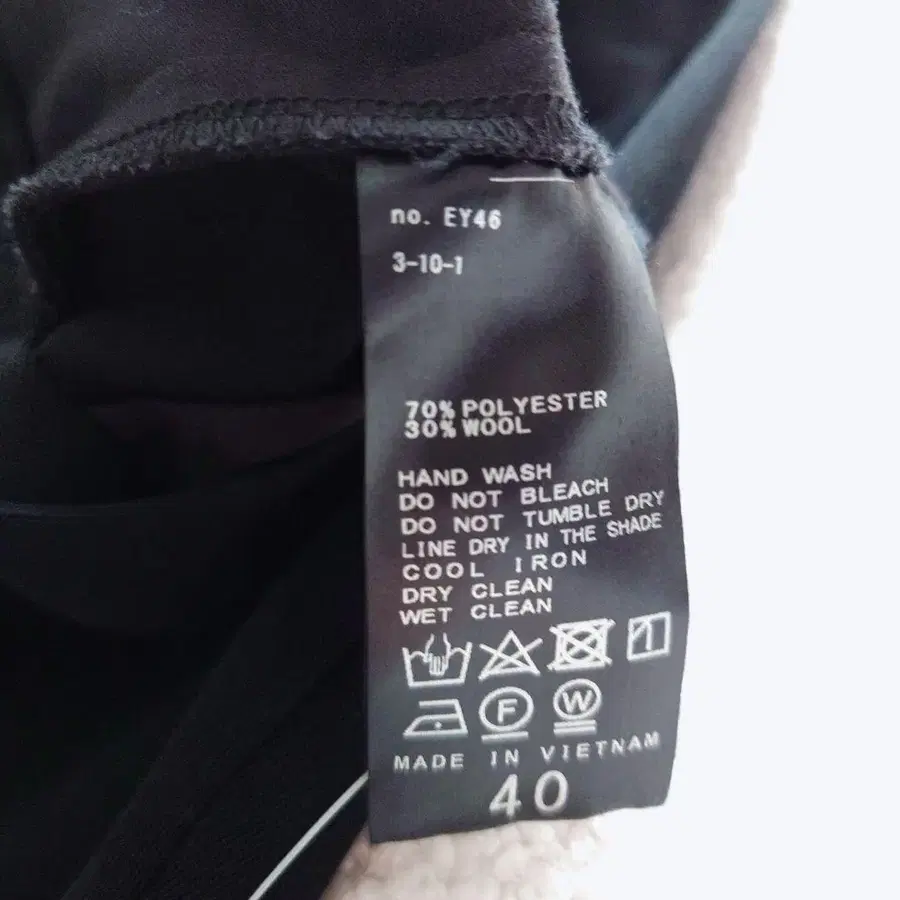 no. EY46
3-10-1
70% POLYESTER
30% WOOL
HAND WASH
DO NOT BLEACH
DO NOT TUMBLE DRY
LINE DRY IN THE SHADE
COOL IRON
DRY CLEAN
WET CLEAN
F W
MADE IN VIETNAM
40